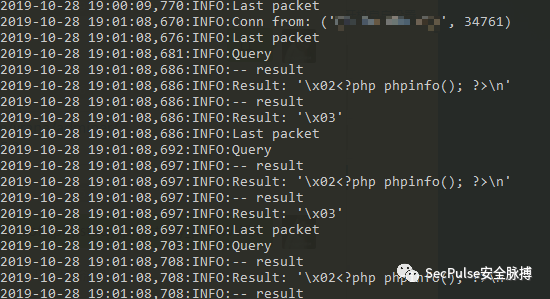 2019-10-28 19:00:09,770:INFO:Last packet
2019-10-28 19:01:08,670:INFO:Conn from: ('', 34761)
2019-10-28 19:01:08,676:INFO:Last packet
2019-10-28 19:01:08,681:INFO:Query
2019-10-28 19:01:08,686:INFO:-- result
2019-10-28 19:01:08,686:INFO:Result: '\x02<?php phpinfo(); ?>\n'
2019-10-28 19:01:08,686:INFO:-- result
2019-10-28 19:01:08,686:INFO:Result: '\x03'
2019-10-28 19:01:08,686:INFO:Last packet
2019-10-28 19:01:08,692:INFO:Query
2019-10-28 19:01:08,697:INFO:-- result
2019-10-28 19:01:08,697:INFO:Result: '\x02<?php phpinfo(); ?>\n'
2019-10-28 19:01:08,697:INFO:-- result
2019-10-28 19:01:08,697:INFO:Result: '\x03'
2019-10-28 19:01:08,697:INFO:Last packet
2019-10-28 19:01:08,703:INFO:Query
2019-10-28 19:01:08,708:INFO:-- result
2019-10-28 19:01:08,708:INFO:Result: '\x02<?php phpinfo(); ?>\n'
2019-10-28 19:01:08,708:INFO:-- result
SecPulse安全脉搏